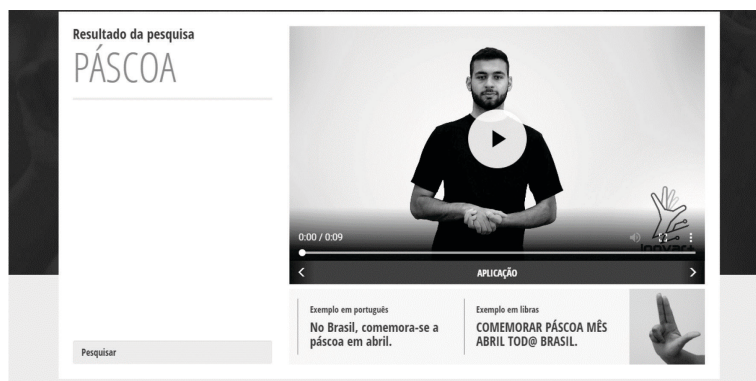 Resultado da pesquisa
PÁSCOA
0:00 / 0:09
APLICAÇÃO
Exemplo em português
No Brasil, comemora-se a
páscoa em abril.
Exemplo em libras
COMEMORAR PÁSCOA MÊS
ABRIL TOD@ BRASIL.
Pesquisar